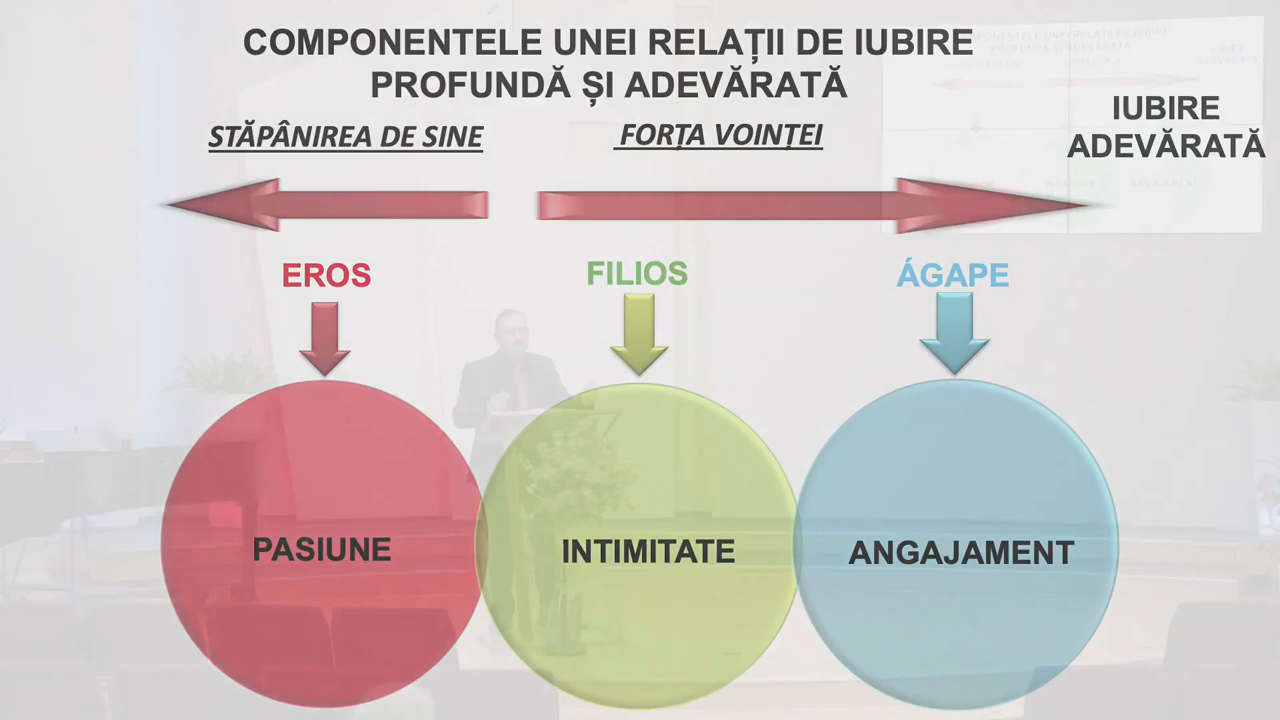 COMPONENTELE UNEI RELAȚII DE IUBIRE
PROFUNDĂ ȘI ADEVĂRATĂ
STĂPÂNIREA DE SINE
FORȚA VOINȚEI
IUBIRE
ADEVĂRATĂ
EROS
FILIOS
ÁGAPE
PASIUNE
INTIMITATE
ANGAJAMENT